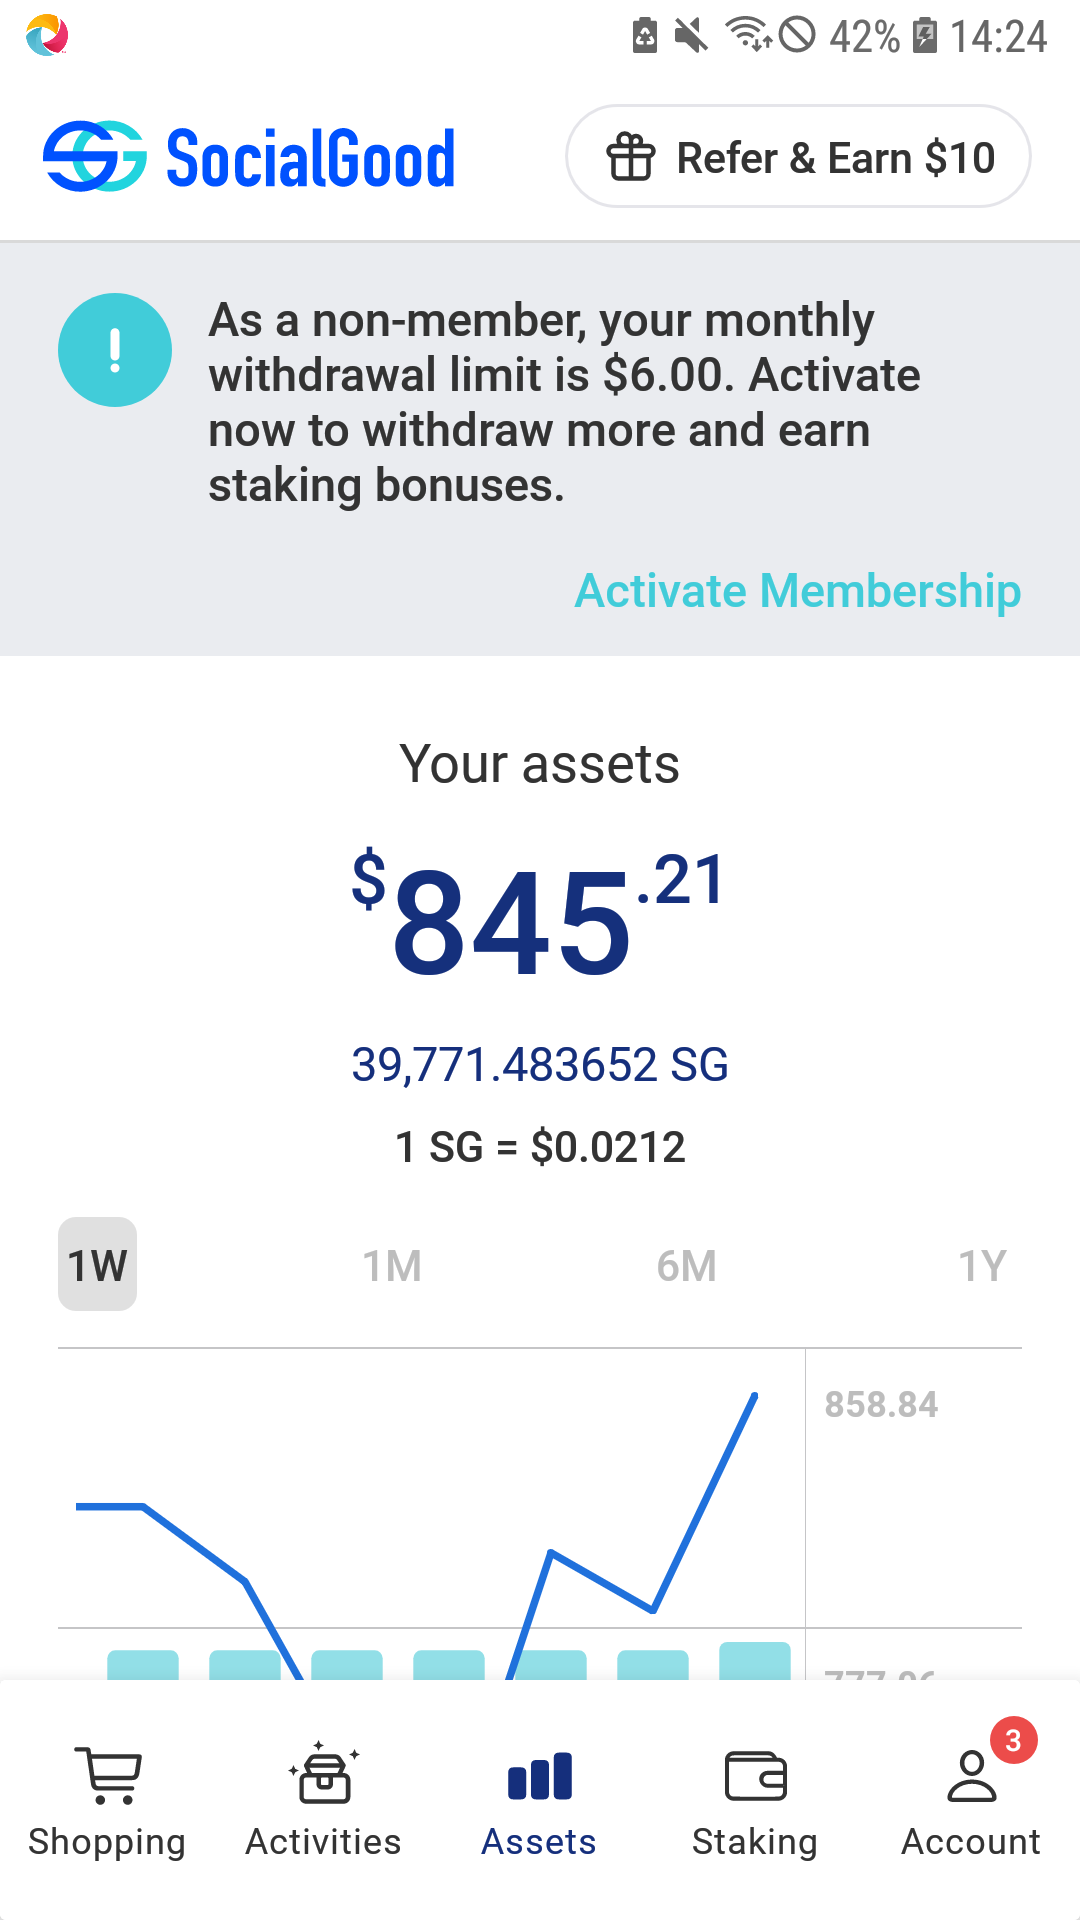 42% 14:24
SocialGood
Refer & Earn $10
As a non-member, your monthly
withdrawal limit is $6.00. Activate
now to withdraw more and earn
staking bonuses.
Activate Membership
Your assets
$845.21
39,771.483652 SG
1 SG = $0.0212
1W 1M 6M 1Y
858.84
3
Shopping Activities Assets Staking Account